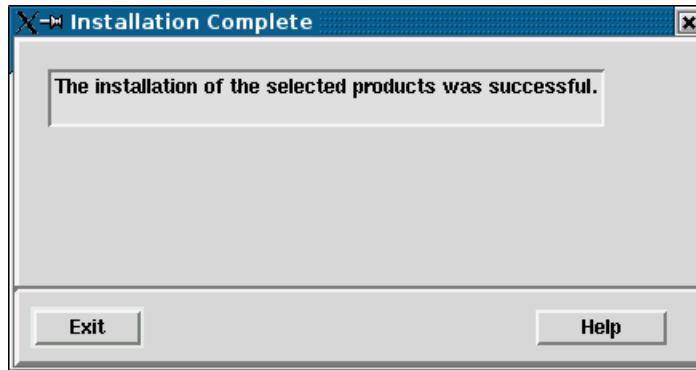 Installation Complete
The installation of the selected products was successful.
Exit
Help